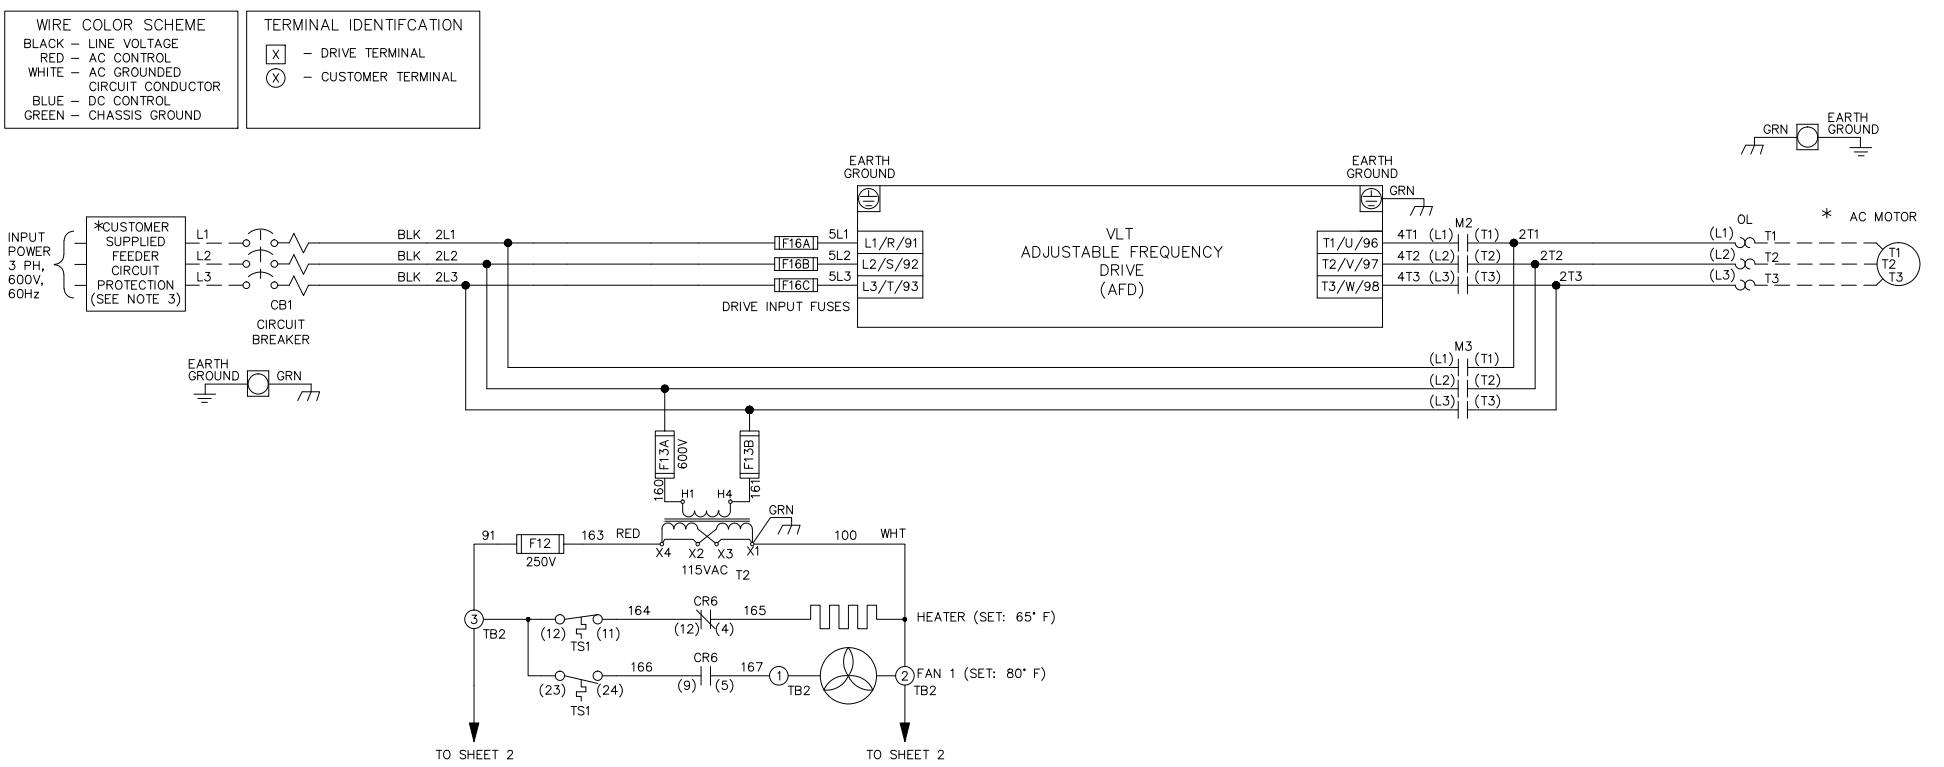 WIRE COLOR SCHEME
BLACK – LINE VOLTAGE
RED – AC CONTROL
WHITE – AC GROUNDED
CIRCUIT CONDUCTOR
BLUE – DC CONTROL
GREEN – CHASSIS GROUND
TERMINAL IDENTIFCATION
X – DRIVE TERMINAL
X – CUSTOMER TERMINAL
GRN
EARTH
GROUND
INPUT
POWER
3 PH,
600V,
60Hz
*CUSTOMER
SUPPLIED
FEEDER
CIRCUIT
PROTECTION
(SEE NOTE 3)
L1
L2
L3
CB1
CIRCUIT
BREAKER
EARTH
GROUND
GRN
BLK 2L1
BLK 2L2
BLK 2L3
F16A
F16B
F16C
5L1
5L2
5L3
DRIVE INPUT FUSES
EARTH
GROUND
L1/R/91
L2/S/92
L3/T/93
VLT
ADJUSTABLE FREQUENCY
DRIVE
(AFD)
EARTH
GROUND
GRN
T1/U/96
T2/V/97
T3/W/98
4T1 (L1) M2 (T1) 2T1
4T2 (L2) (T2) 2T2
4T3 (L3) (T3) 2T3
M3
(L1) (T1)
(L2) (T2)
(L3) (T3)
OL
(L1) T1
(L2) T2
(L3) T3
* AC MOTOR
T1
T2
T3
F13A
600V
F13B
160
161
H1 H4
GRN
91 F12 163 RED
250V
X4 X2 X3 X1
100 WHT
115VAC T2
3
TB2
(12) (11)
TS1
164
CR6
(12) (4)
165
HEATER (SET: 65° F)
(23) (24)
TS1
166
CR6
(9) (5)
167
1
TB2
2
TB2
FAN 1 (SET: 80° F)
TO SHEET 2
TO SHEET 2